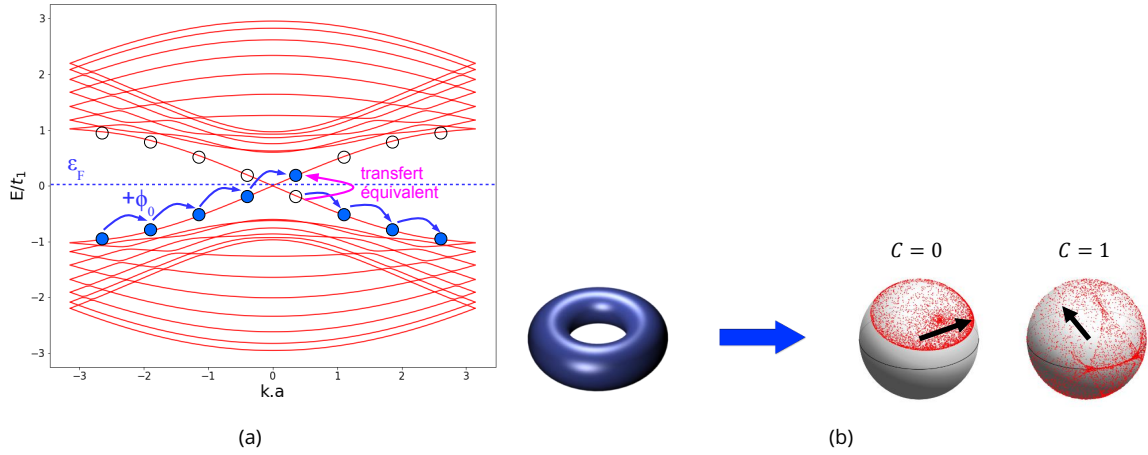 3
2
1
0
−1
−2
−3
E/t₁
−3
−2
−1
0
1
2
3
k.a
ε_F
+ϕ₀
transfert
équivalent
(a)
C = 0
C = 1
(b)